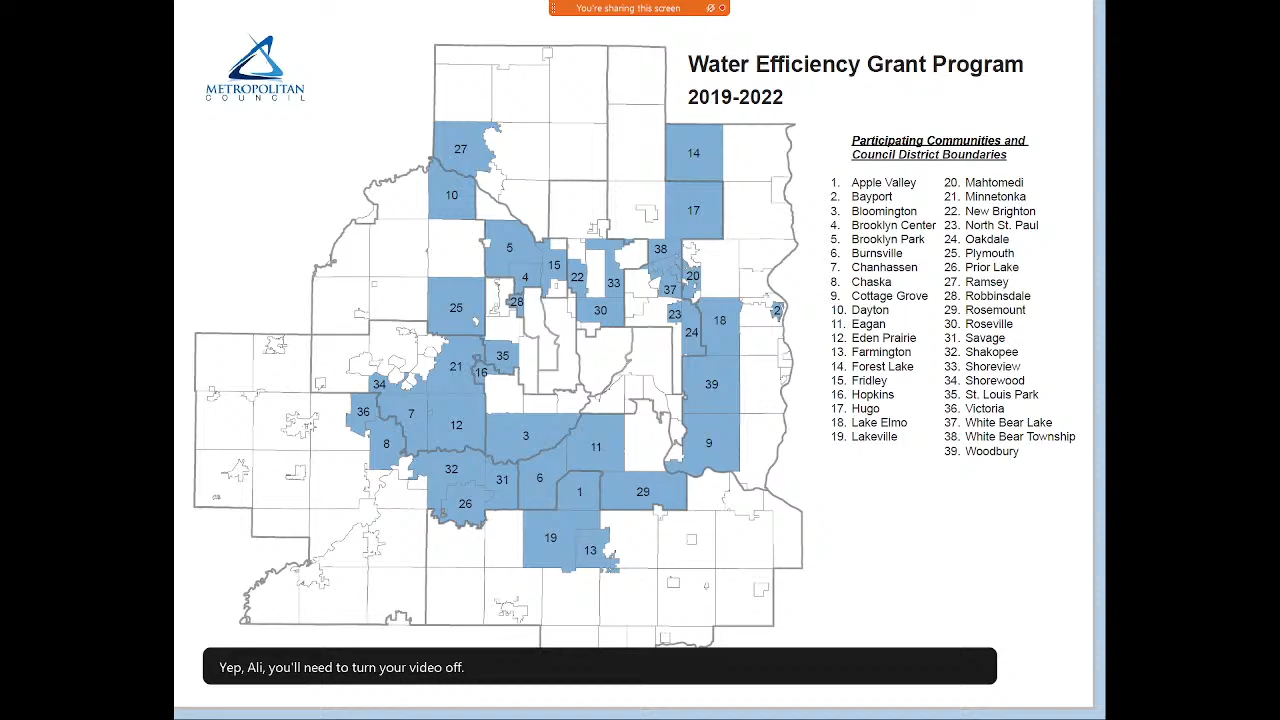 You're sharing this screen
METROPOLITAN
COUNCIL
Water Efficiency Grant Program
2019-2022
Participating Communities and
Council District Boundaries
1. Apple Valley
2. Bayport
3. Bloomington
4. Brooklyn Center
5. Brooklyn Park
6. Burnsville
7. Chanhassen
8. Chaska
9. Cottage Grove
10. Dayton
11. Eagan
12. Eden Prairie
13. Farmington
14. Forest Lake
15. Fridley
16. Hopkins
17. Hugo
18. Lake Elmo
19. Lakeville
20. Mahtomedi
21. Minnetonka
22. New Brighton
23. North St. Paul
24. Oakdale
25. Plymouth
26. Prior Lake
27. Ramsey
28. Robbinsdale
29. Rosemount
30. Roseville
31. Savage
32. Shakopee
33. Shoreview
34. Shorewood
35. St. Louis Park
36. Victoria
37. White Bear Lake
38. White Bear Township
39. Woodbury
27
14
10
17
5
38
15
4
22
33
20
37
25
28
30
23
18
2
24
35
21
16
34
39
36
7
12
3
8
11
9
32
31
6
1
29
26
19
13
Yep, Ali, you'll need to turn your video off.